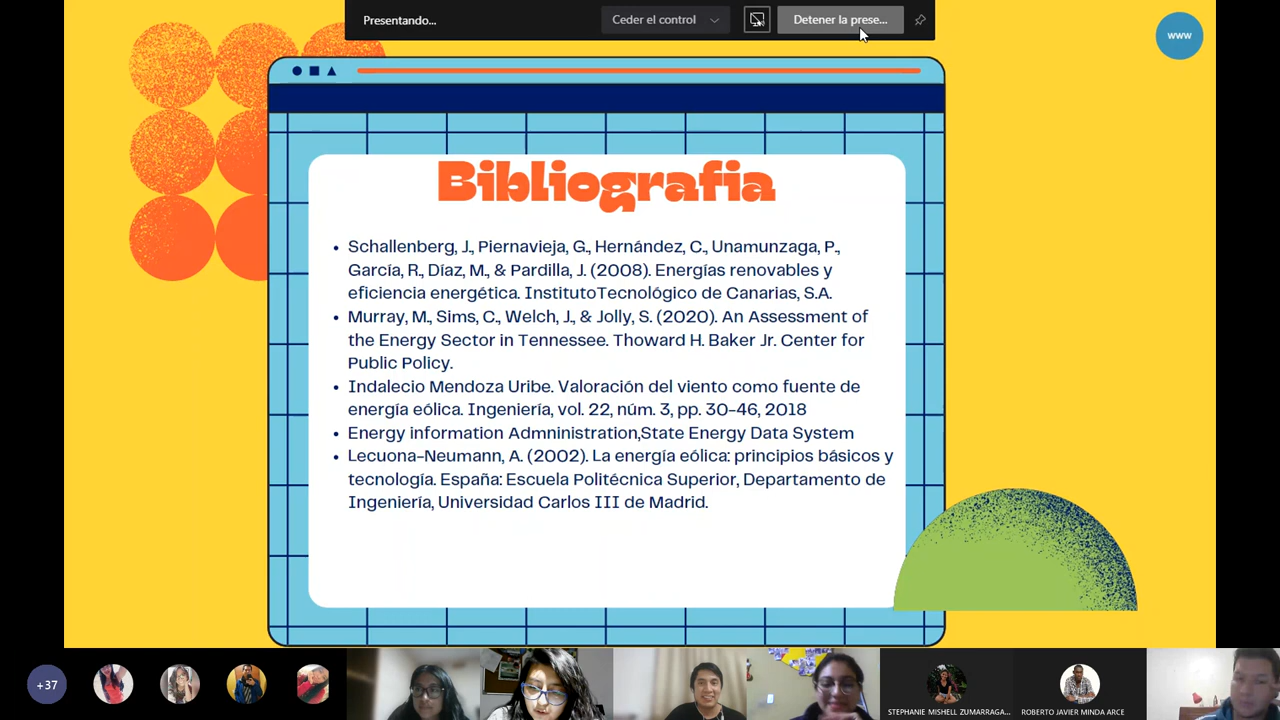 Presentando...
Ceder el control
Detener la prese...
www
Bibliografia
• Schallenberg, J., Piernavieja, G., Hernández, C., Unamunzaga, P.,
García, R., Díaz, M., & Pardilla, J. (2008). Energías renovables y
eficiencia energética. InstitutoTecnológico de Canarias, S.A.
• Murray, M., Sims, C., Welch, J., & Jolly, S. (2020). An Assessment of
the Energy Sector in Tennessee. Thoward H. Baker Jr. Center for
Public Policy.
• Indalecio Mendoza Uribe. Valoración del viento como fuente de
energía eólica. Ingeniería, vol. 22, núm. 3, pp. 30-46, 2018
• Energy information Admninistration,State Energy Data System
• Lecuona-Neumann, A. (2002). La energía eólica: principios básicos y
tecnología. España: Escuela Politécnica Superior, Departamento de
Ingeniería, Universidad Carlos III de Madrid.
+37
STEPHANIE MISHELL ZUMARRAGA...
ROBERTO JAVIER MINDA ARCE